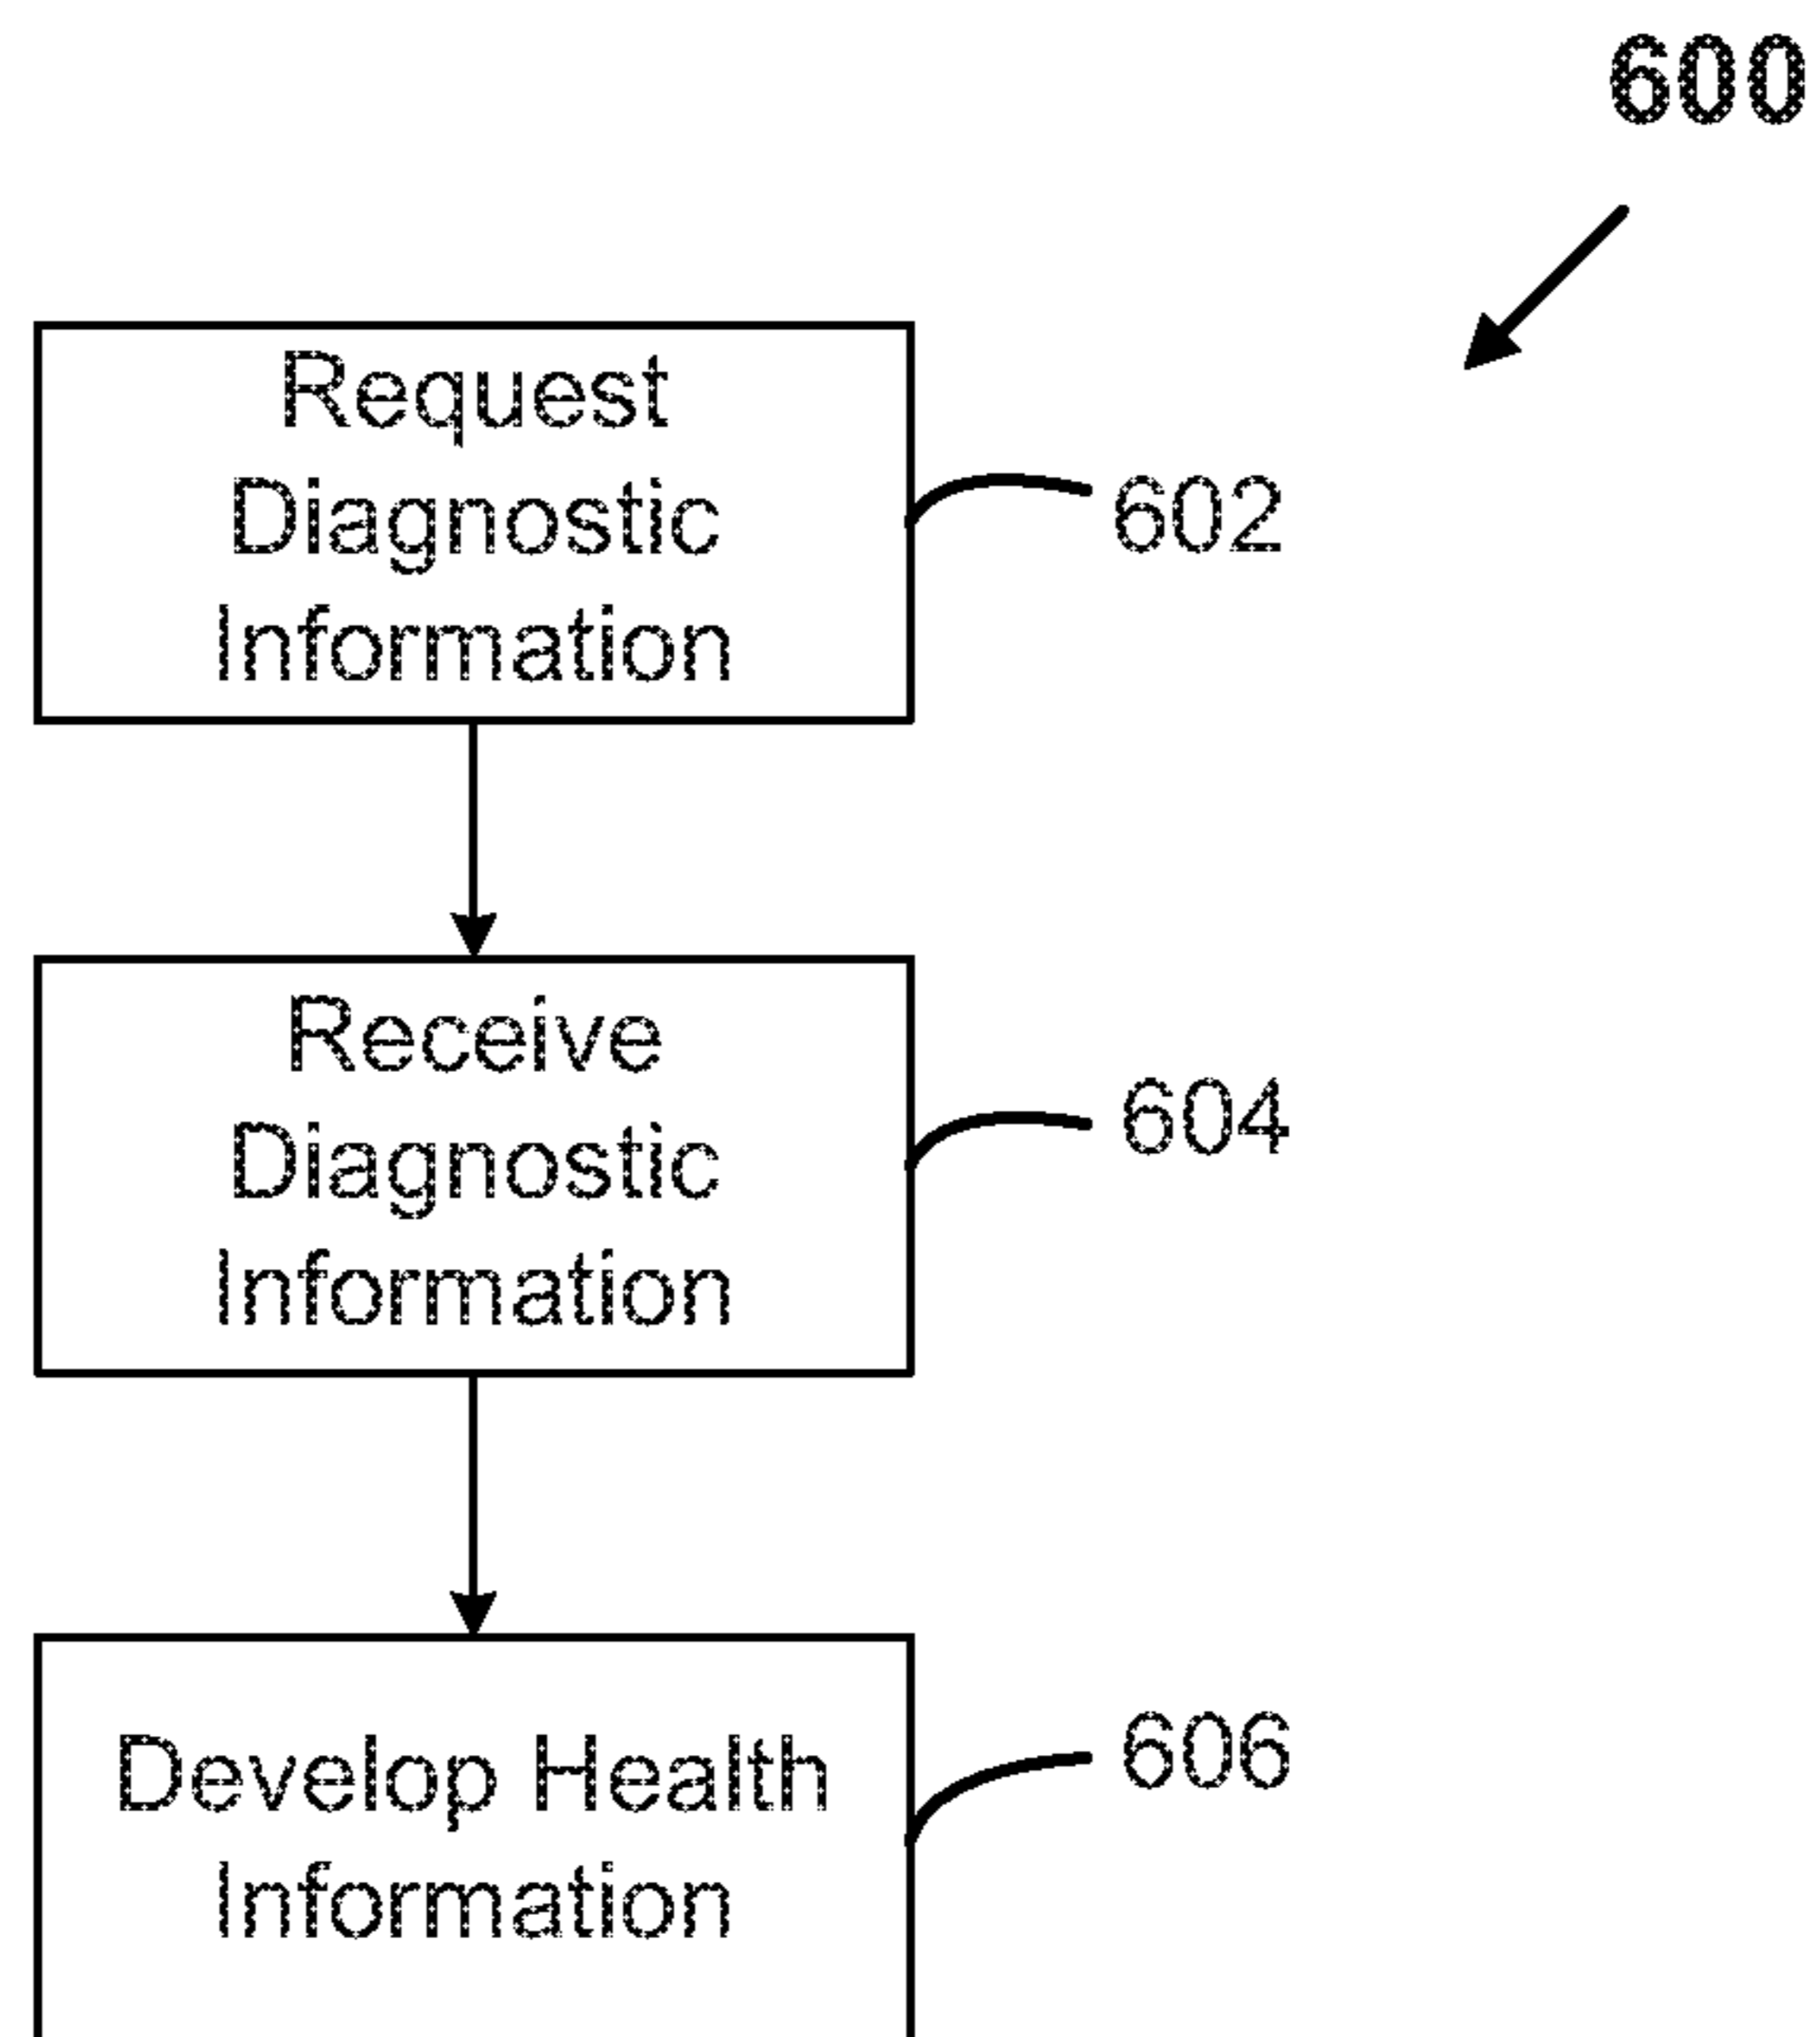 600
Request
Diagnostic
Information
602
Receive
Diagnostic
Information
604
Develop Health
Information
606